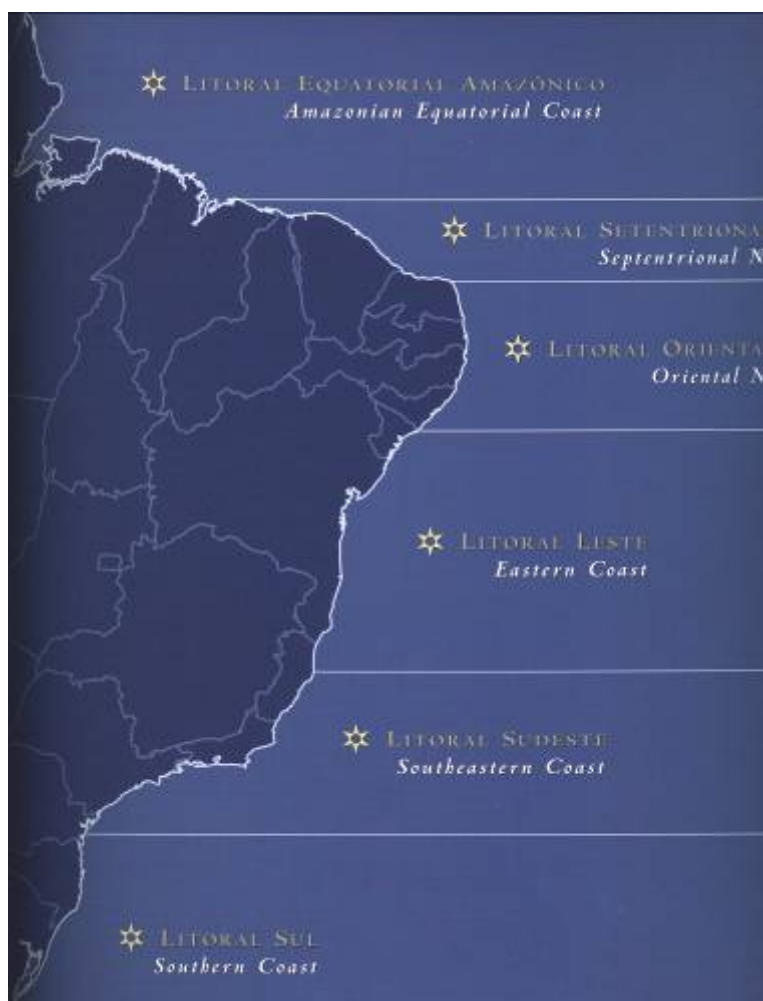 LITORAL EQUATORIAL AMAZÔNICO
Amazonian Equatorial Coast
LITORAL SETENTRIONA
Septentrional N
LITORAL ORIENTA
Oriental N
LITORAL LESTE
Eastern Coast
LITORAL SUDESTE
Southeastern Coast
LITORAL SUL
Southern Coast